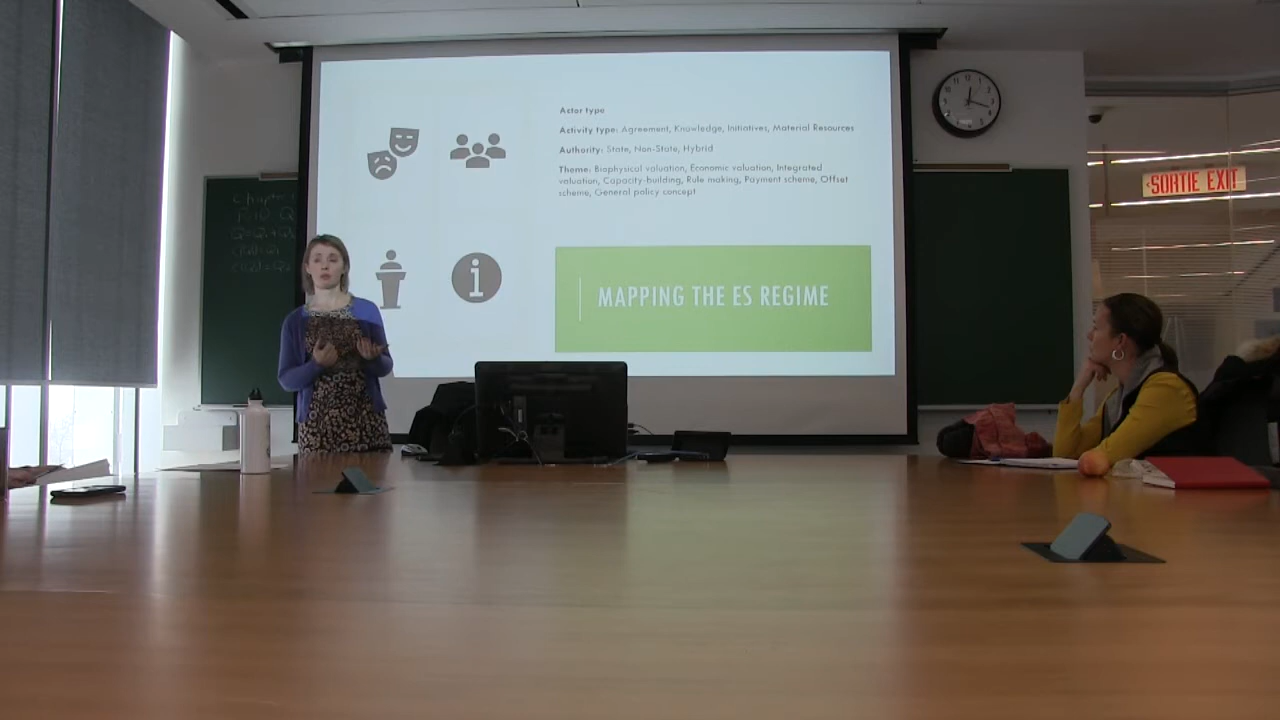 Actor type
Activity type: Agreement, Knowledge, Initiatives, Material Resources
Authority: State, Non-State, Hybrid
Theme: Biophysical valuation, Economic valuation, Integrated
valuation, Capacity-building, Rule making, Payment scheme, Offset
scheme, General policy concept
MAPPING THE ES REGIME
SORTIE EXIT